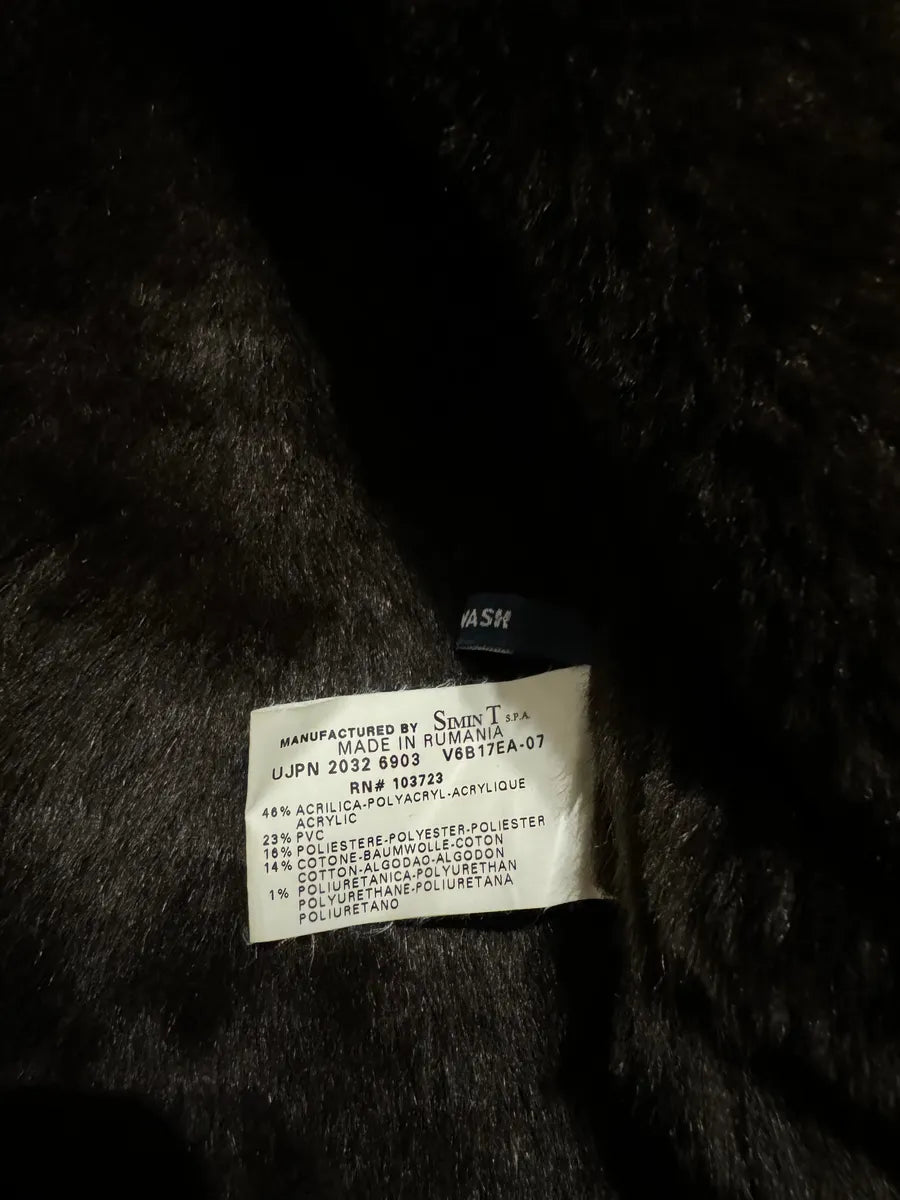 WASH
MANUFACTURED BY SIMIN T S.P.A.
MADE IN RUMANIA
UJPN 2032 6903 V6B17EA-07
RN# 103723
46% ACRILICA-POLYACRYL-ACRYLIQUE
ACRYLIC
23% PVC
16% POLIESTERE-POLYESTER-POLIESTER
14% COTONE-BAUMWOLLE-COTON
COTTON-ALGODAO-ALGODON
1% POLIURETANICA-POLYURETHAN
POLYURETHANE-POLIURETANA
POLIURETANO